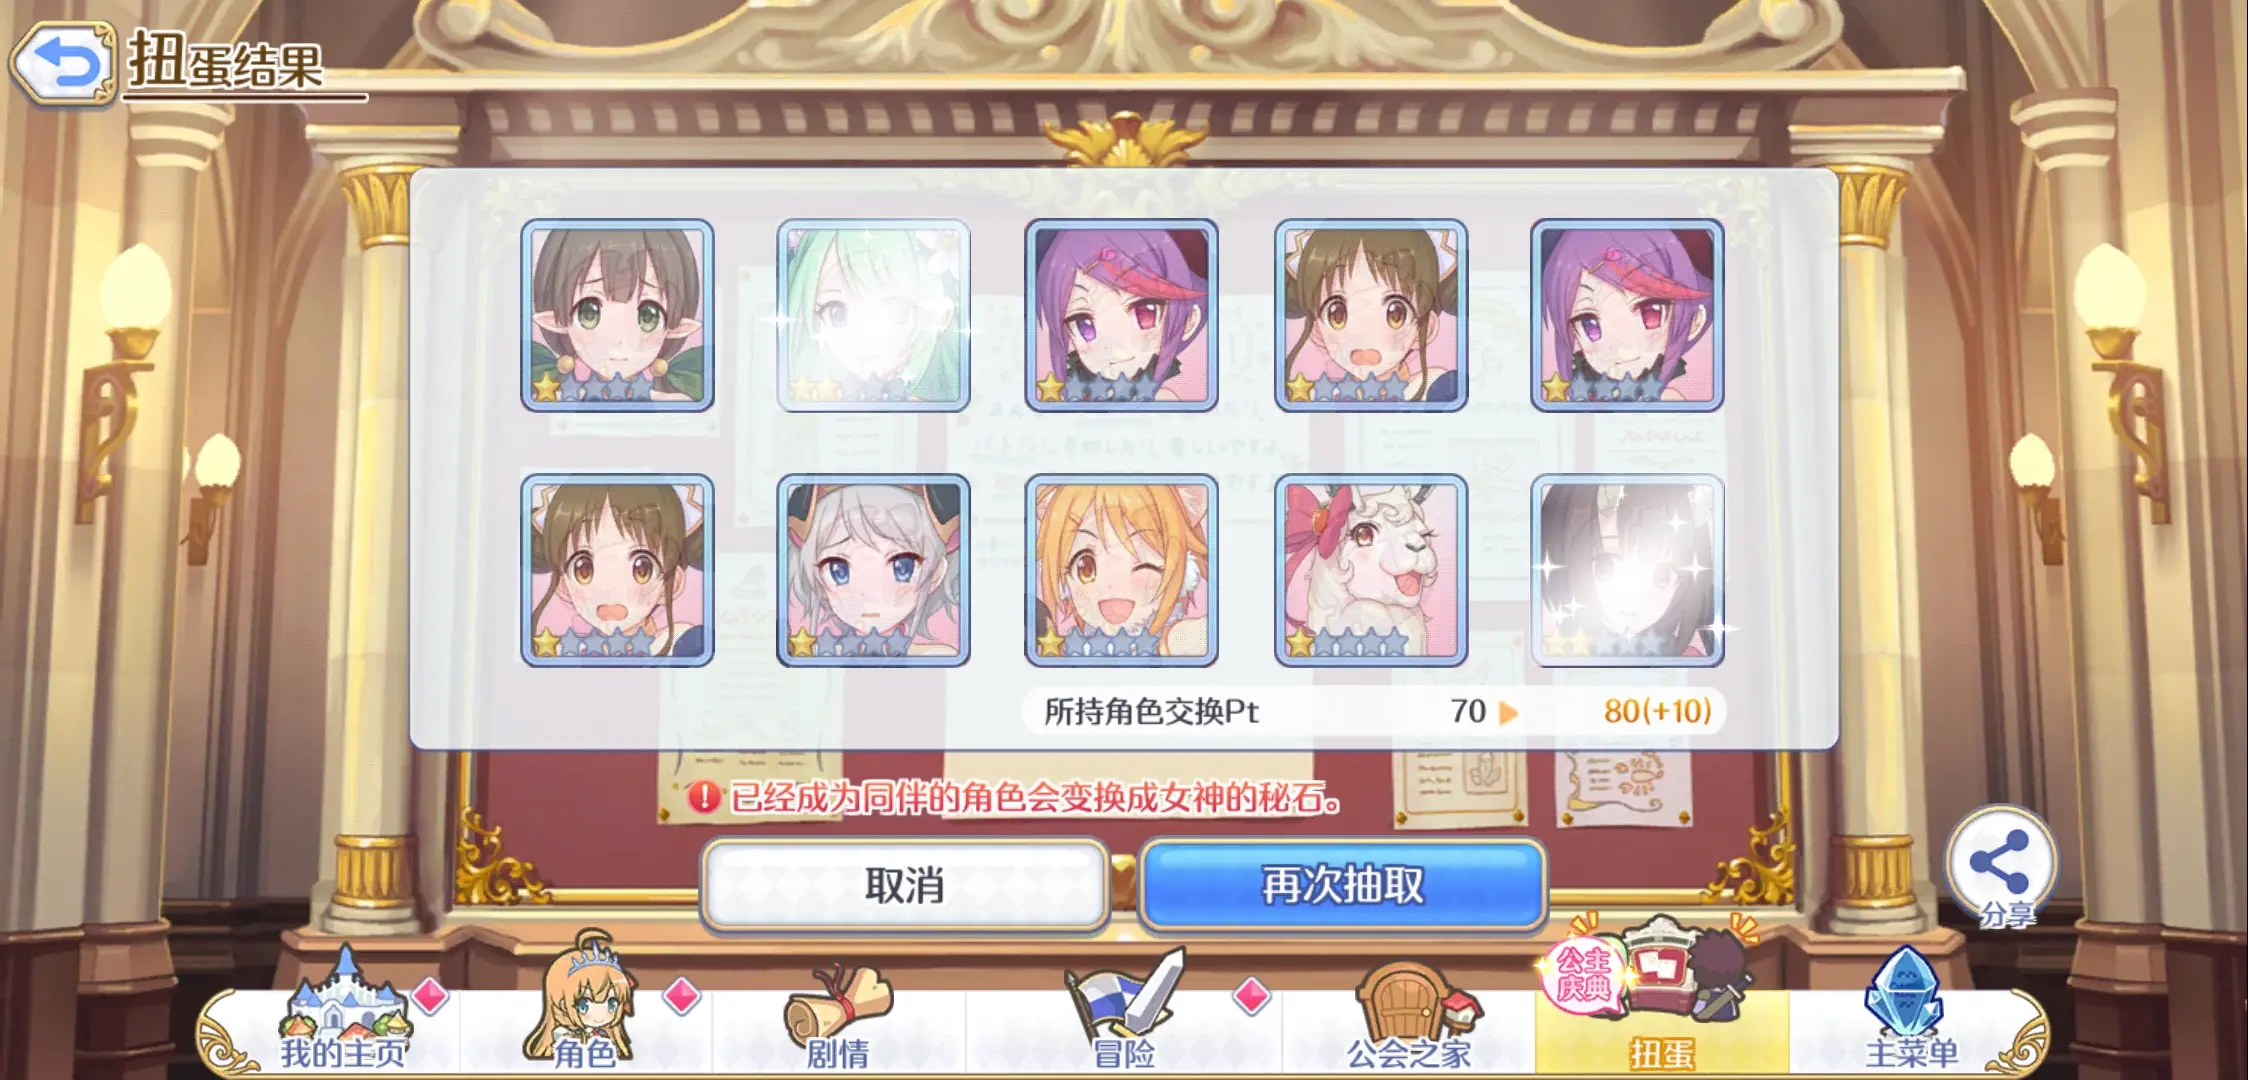 扭蛋结果
所持角色交换Pt 70 80(+10)
已经成为同伴的角色会变换成女神的秘石。
取消
再次抽取
分享
公主
庆典
我的主页
角色
剧情
冒险
公会之家
扭蛋
主菜单